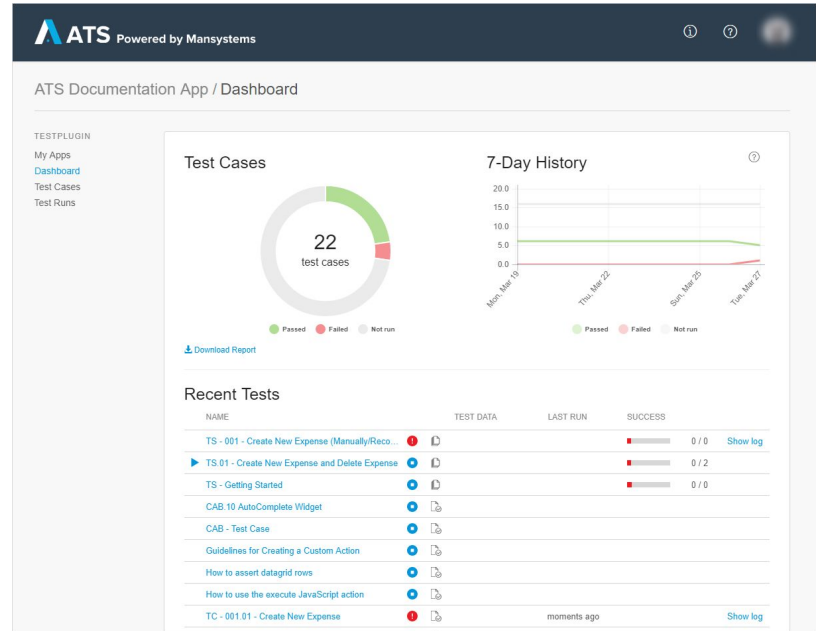 ATS Powered by Mansystems
ATS Documentation App / Dashboard
TESTPLUGIN
My Apps
Dashboard
Test Cases
Test Runs
Test Cases
22
test cases
Passed Failed Not run
Download Report
7-Day History
20.0
15.0
10.0
5.0
0.0
Mon, Mar 19
Thu, Mar 22
Sun, Mar 25
Tue, Mar 27
Passed Failed Not run
Recent Tests
NAME TEST DATA LAST RUN SUCCESS
TS - 001 - Create New Expense (Manually/Reco... 0 / 0 Show log
TS.01 - Create New Expense and Delete Expense 0 / 2
TS - Getting Started 0 / 0
CAB.10 AutoComplete Widget
CAB - Test Case
Guidelines for Creating a Custom Action
How to assert datagrid rows
How to use the execute JavaScript action
TC - 001.01 - Create New Expense moments ago Show log